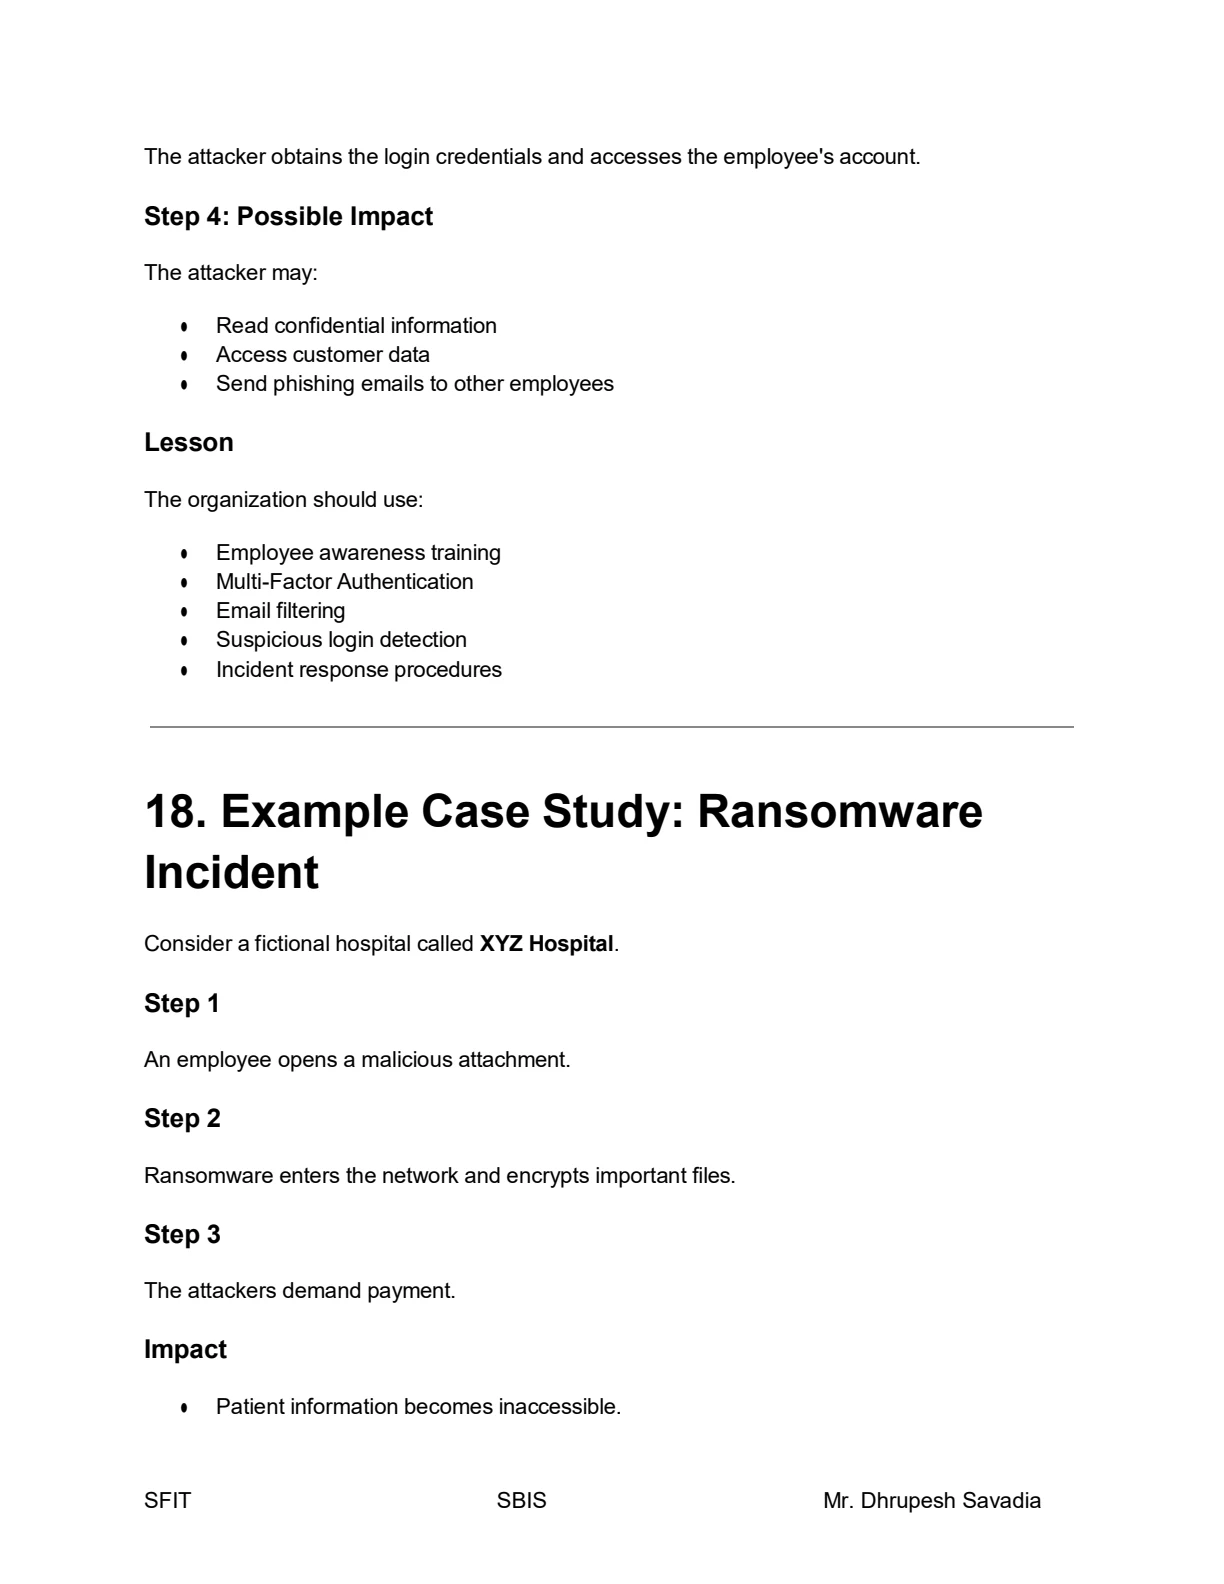 The attacker obtains the login credentials and accesses the employee's account.
Step 4: Possible Impact
The attacker may:
• Read confidential information
• Access customer data
• Send phishing emails to other employees
Lesson
The organization should use:
• Employee awareness training
• Multi-Factor Authentication
• Email filtering
• Suspicious login detection
• Incident response procedures
18. Example Case Study: Ransomware
Incident
Consider a fictional hospital called XYZ Hospital.
Step 1
An employee opens a malicious attachment.
Step 2
Ransomware enters the network and encrypts important files.
Step 3
The attackers demand payment.
Impact
• Patient information becomes inaccessible.
SFIT SBIS Mr. Dhrupesh Savadia